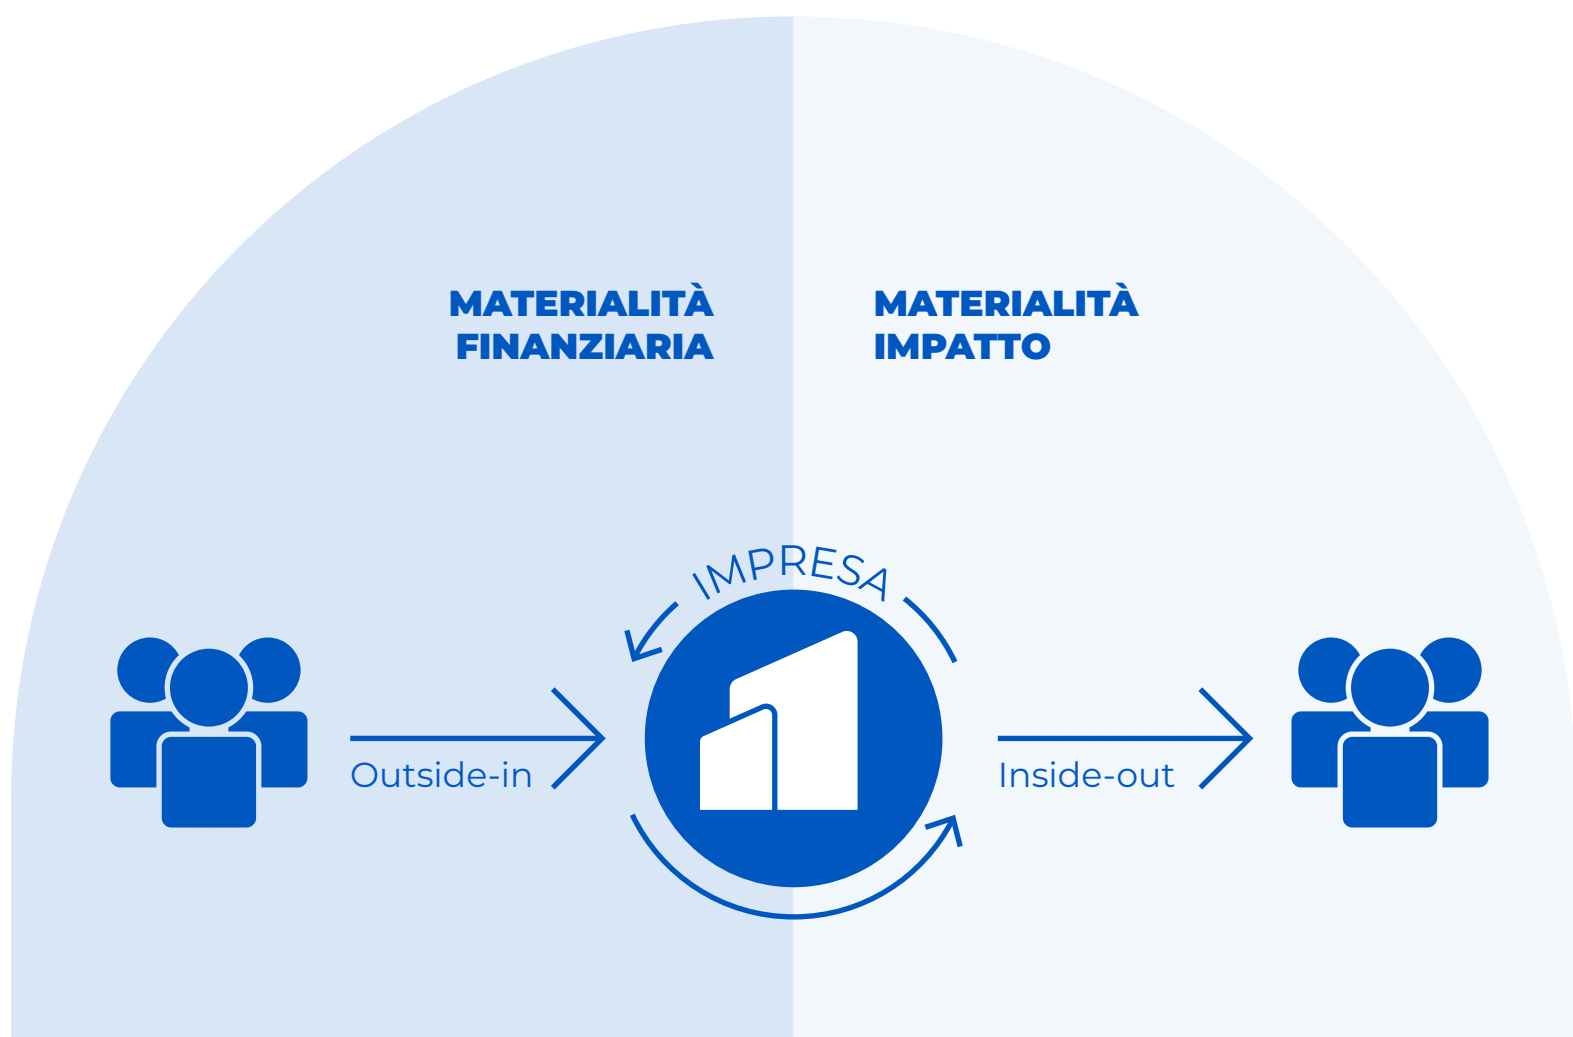 MATERIALITÀ
FINANZIARIA
MATERIALITÀ
IMPATTO
IMPRESA
Outside-in
Inside-out